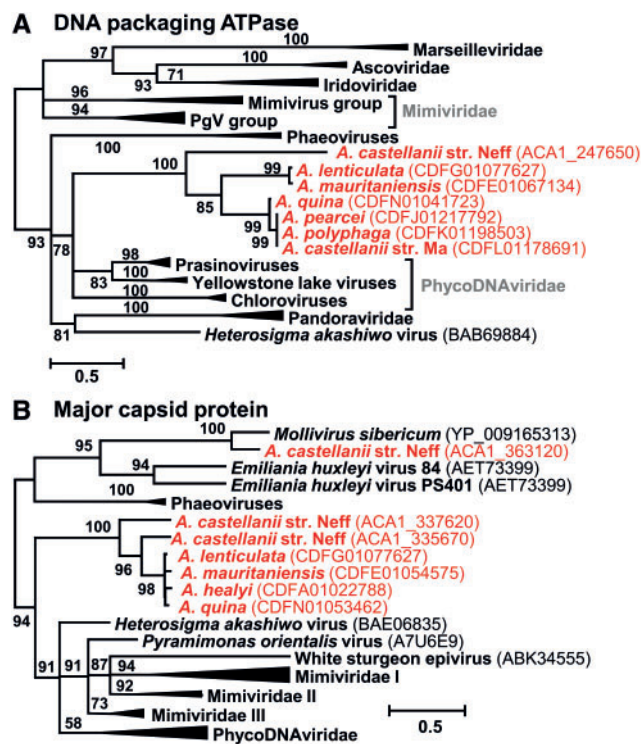 A DNA packaging ATPase
100
Marseilleviridae
97
100
Ascoviridae
71
93
Iridoviridae
96
Mimivirus group
Mimiviridae
94
PgV group
Phaeoviruses
100
A. castellanii str. Neff (ACA1_247650)
100
99
A. lenticulata (CDFG01077627)
A. mauritaniensis (CDFE01067134)
85
A. quina (CDFN01041723)
99
A. pearcei (CDFJ01217792)
A. polyphaga (CDFK01198503)
99
A. castellanii str. Ma (CDFL01178691)
93
78
98
Prasinoviruses
100
83
Yellowstone lake viruses
PhycoDNAviridae
100
Chloroviruses
100
Pandoraviridae
81
Heterosigma akashiwo virus (BAB69884)
0.5
B Major capsid protein
100
Mollivirus sibericum (YP_009165313)
95
A. castellanii str. Neff (ACA1_363120)
94
Emiliania huxleyi virus 84 (AET73399)
Emiliania huxleyi virus PS401 (AET73399)
100
Phaeoviruses
100
A. castellanii str. Neff (ACA1_337620)
A. castellanii str. Neff (ACA1_335670)
96
A. lenticulata (CDFG01077627)
98
A. mauritaniensis (CDFE01054575)
A. healyi (CDFA01022788)
A. quina (CDFN01053462)
94
Heterosigma akashiwo virus (BAE06835)
91
91
Pyramimonas orientalis virus (A7U6E9)
87
White sturgeon epivirus (ABK34555)
94
Mimiviridae I
92
Mimiviridae II
73
Mimiviridae III
58
PhycoDNAviridae
0.5